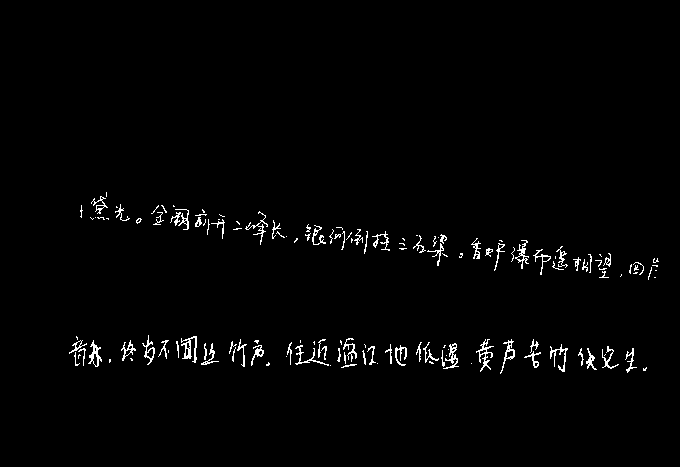 黛光。金阙前开二峰长，银河倒挂三石梁。香炉瀑布遥相望，回
音乐，终岁不闻丝竹声。住近湓江地低湿 黄芦苦竹绕宅生。